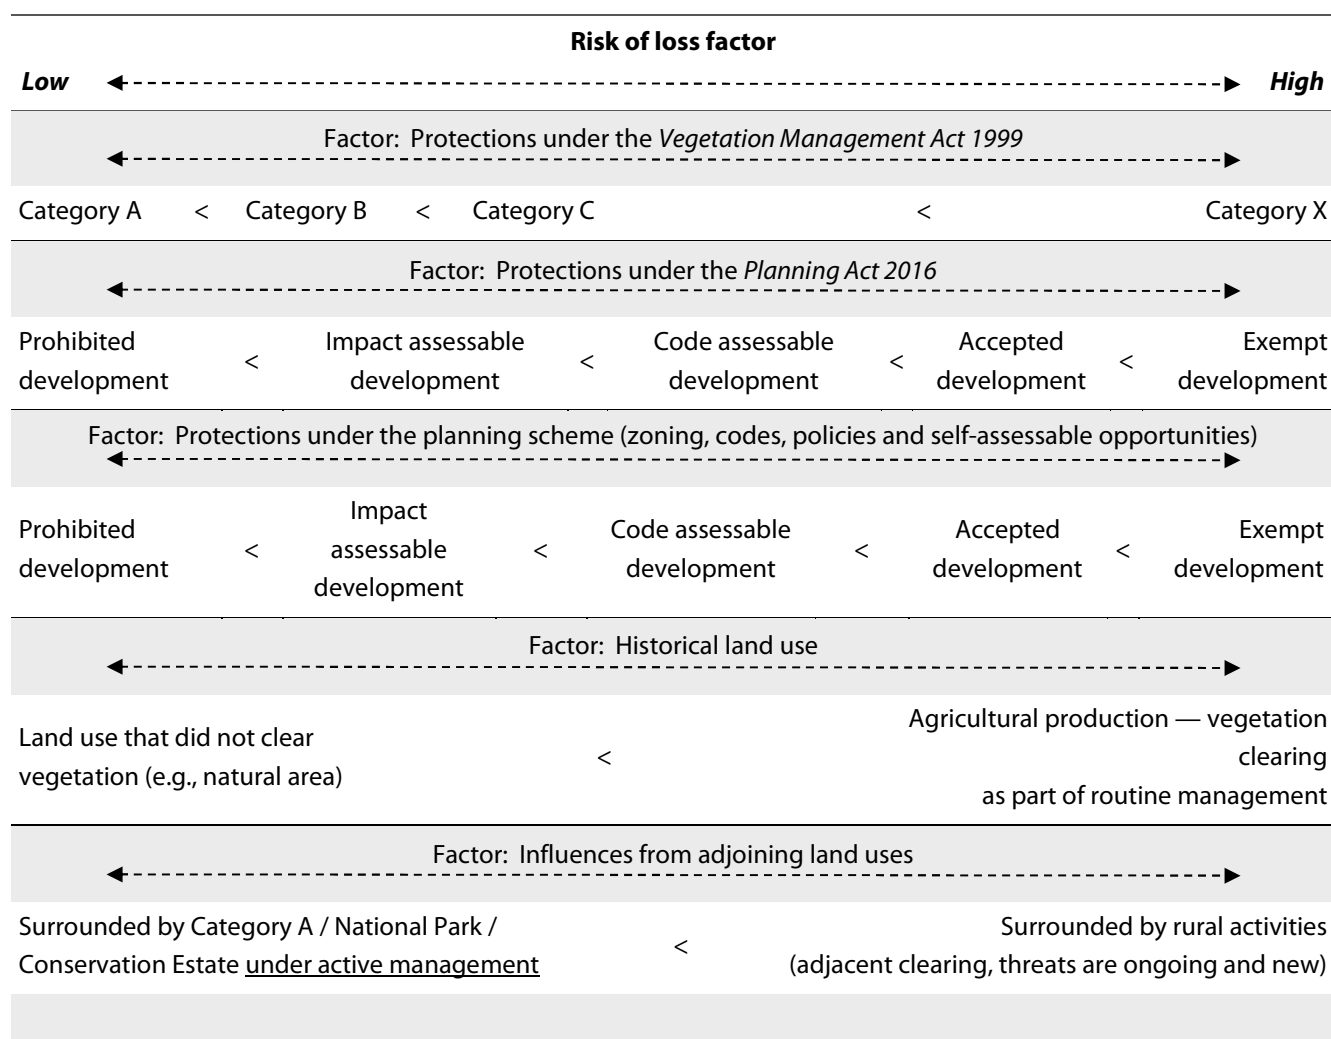 Risk of loss factor
Low High
Factor: Protections under the Vegetation Management Act 1999
Category A < Category B < Category C < Category X
Factor: Protections under the Planning Act 2016
Prohibited development < Impact assessable development < Code assessable development < Accepted development < Exempt development
Factor: Protections under the planning scheme (zoning, codes, policies and self-assessable opportunities)
Prohibited development < Impact assessable development < Code assessable development < Accepted development < Exempt development
Factor: Historical land use
Land use that did not clear
vegetation (e.g., natural area)
<
Agricultural production — vegetation
clearing
as part of routine management
Factor: Influences from adjoining land uses
Surrounded by Category A / National Park /
Conservation Estate under active management
<
Surrounded by rural activities
(adjacent clearing, threats are ongoing and new)